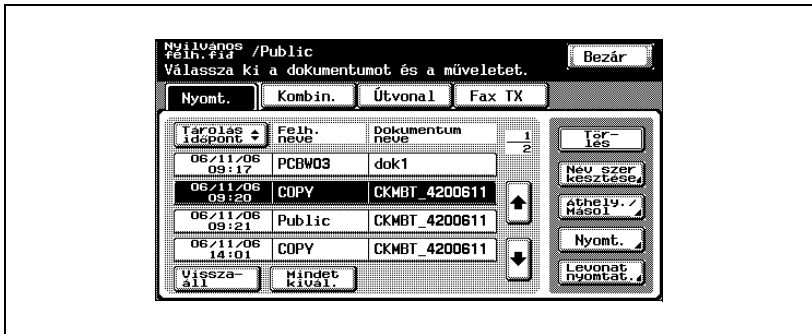 Nyilvános
felh.fió /Public
Válassza ki a dokumentumot és a müveletet.
Bezár
Nyomt.
Kombin.
Útvonal
Fax TX
Tárolás
időpont
Felh.
neve
Dokumentum
neve
1
2
06/11/06
09:17
PCBW03
dok1
06/11/06
09:20
COPY
CKMBT_4200611
06/11/06
09:21
Public
CKMBT_4200611
06/11/06
14:01
COPY
CKMBT_4200611
Vissza-
áll
Mindet
kivál.
Tör-
lés
Név szer
kesztése
Áthely./
Másol
Nyomt.
Levonat
nyomtat.